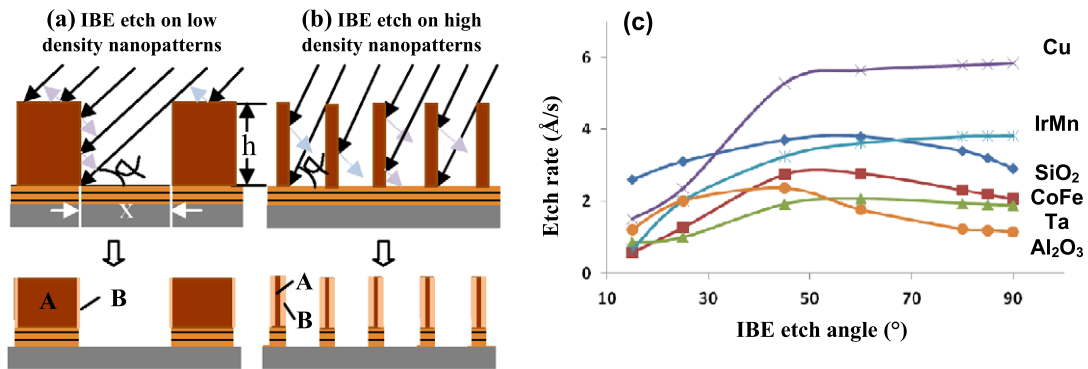 (a) IBE etch on low
density nanopatterns
(b) IBE etch on high
density nanopatterns
h
α
X
α
A
B
A
B
(c)
Etch rate (Å/s)
6
4
2
0
10
30
50
70
90
IBE etch angle (°)
Cu
IrMn
SiO₂
CoFe
Ta
Al₂O₃